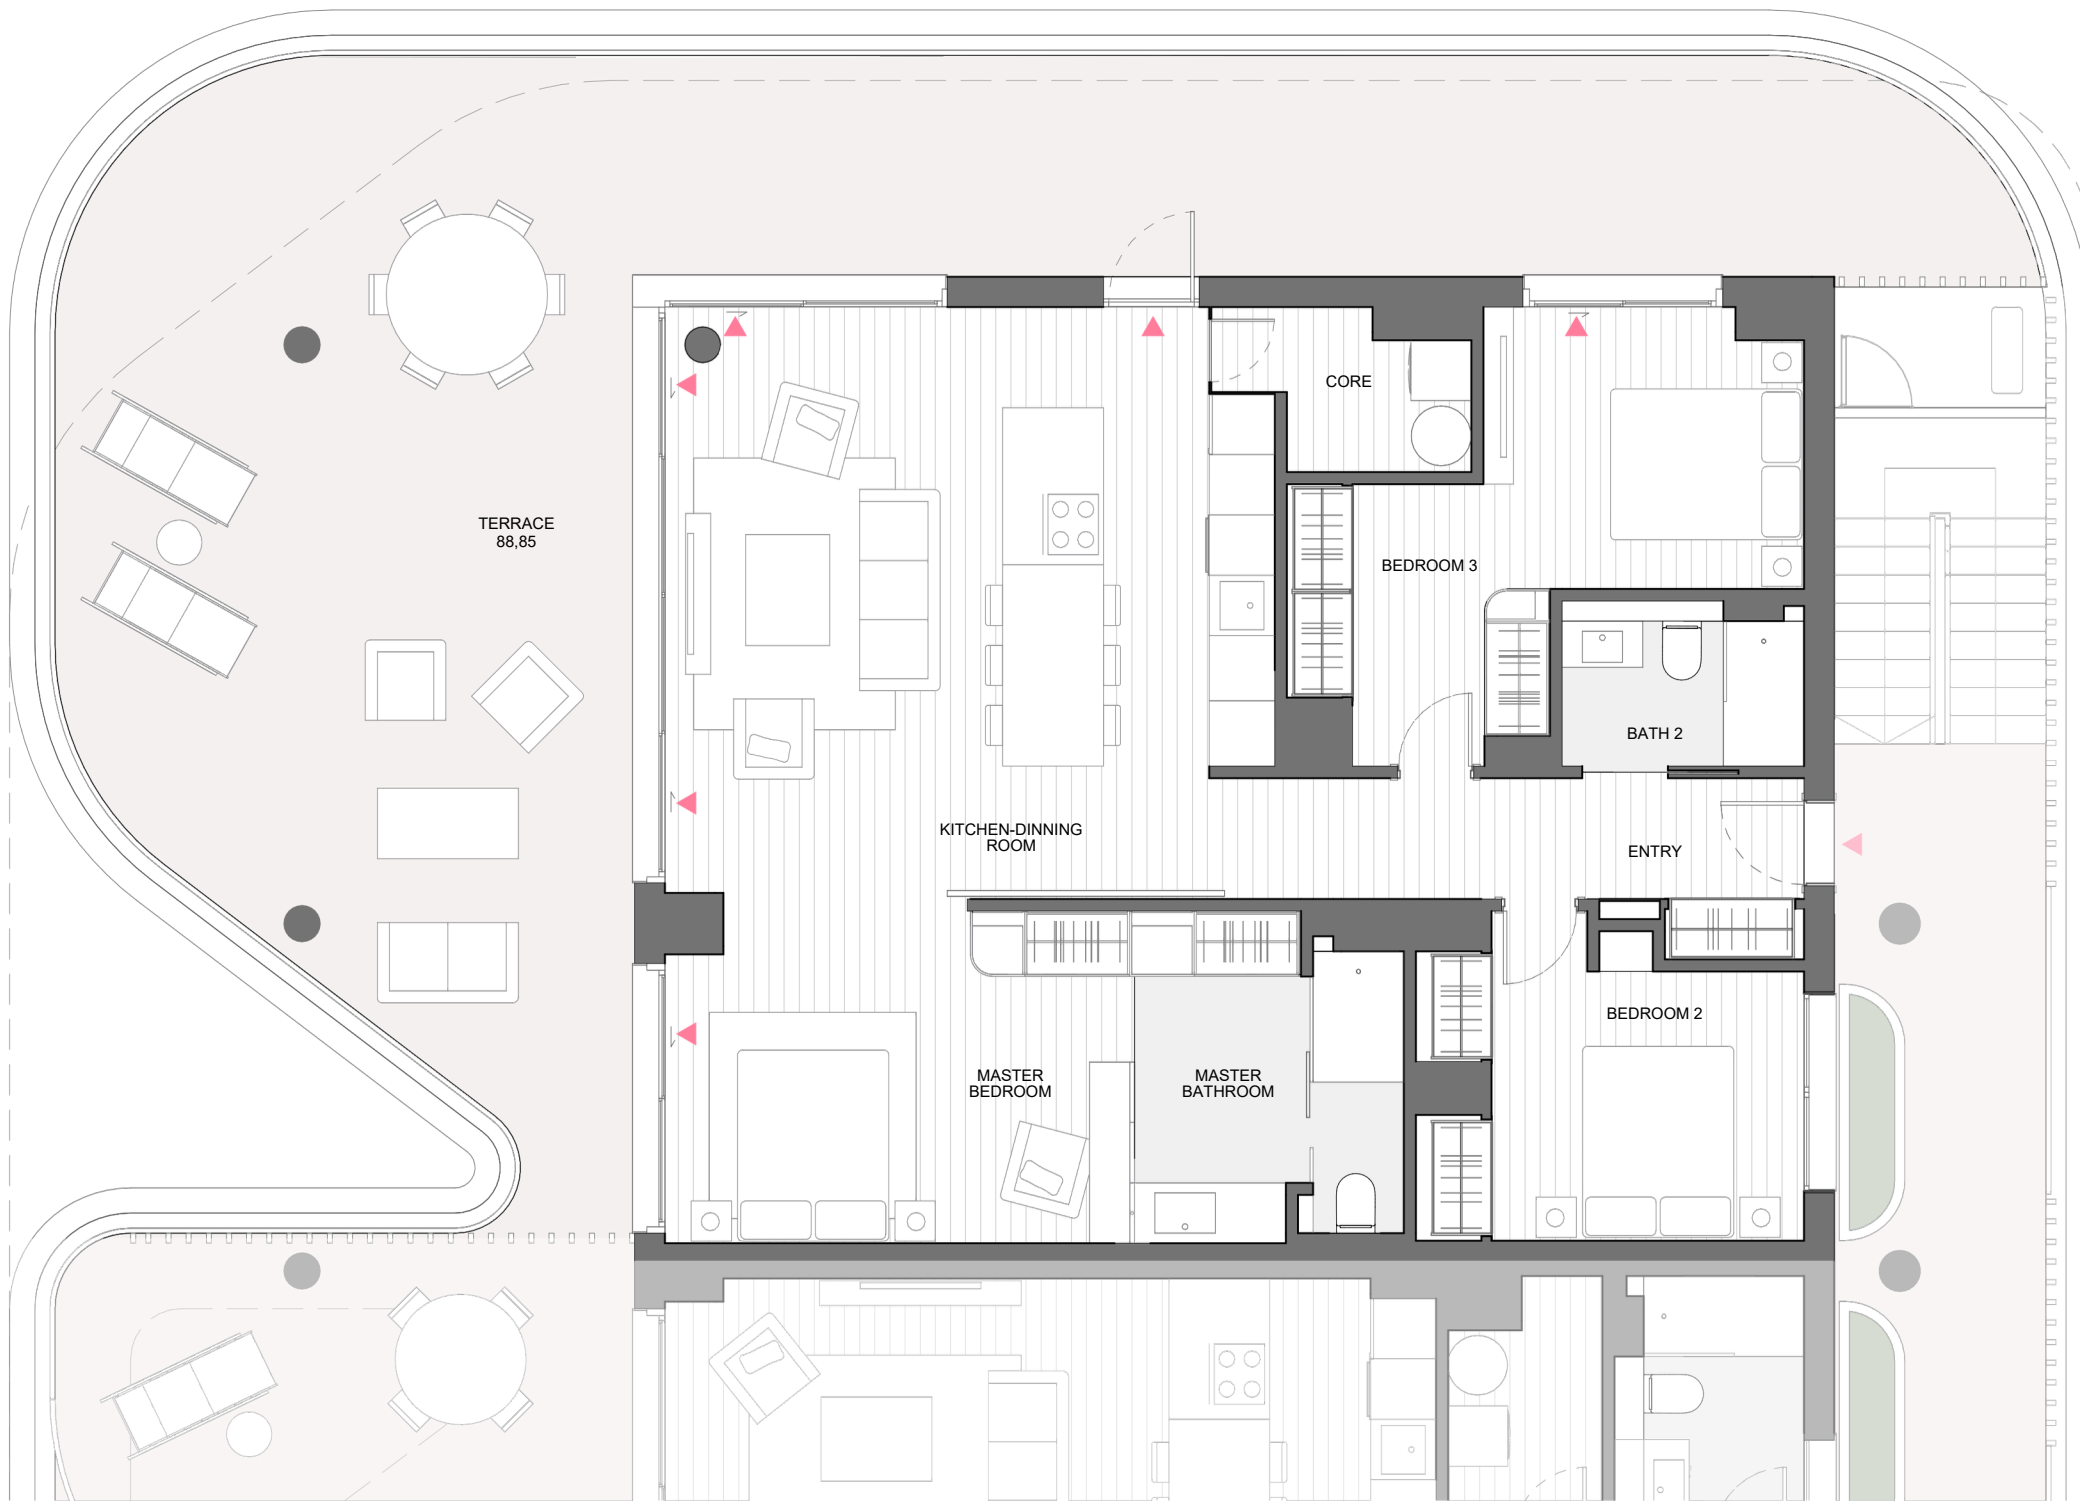 CORE
TERRACE
88,85
BEDROOM 3
BATH 2
KITCHEN-DINNING
ROOM
ENTRY
BEDROOM 2
MASTER
BEDROOM
MASTER
BATHROOM